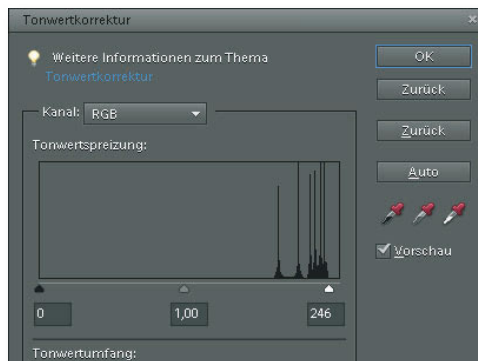 Tonwertkorrektur
Weitere Informationen zum Thema
Tonwertkorrektur
Kanal: RGB
Tonwertspreizung:
0 1,00 246
Tonwertumfang:
OK
Zurück
Zurück
Auto
Vorschau